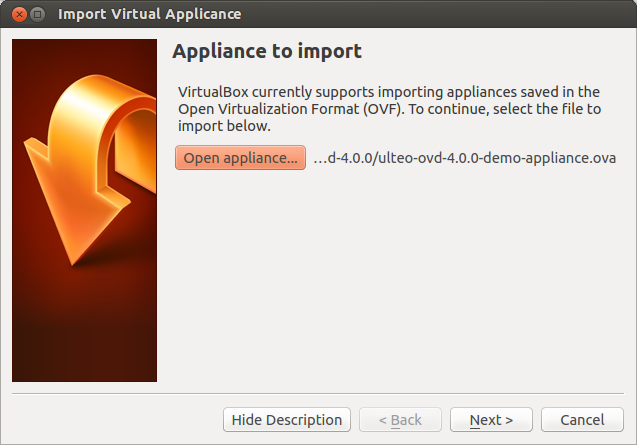 Import Virtual Applicance
Appliance to import
VirtualBox currently supports importing appliances saved in the
Open Virtualization Format (OVF). To continue, select the file to
import below.
Open appliance... ...d-4.0.0/ulteo-ovd-4.0.0-demo-appliance.ova
Hide Description < Back Next > Cancel